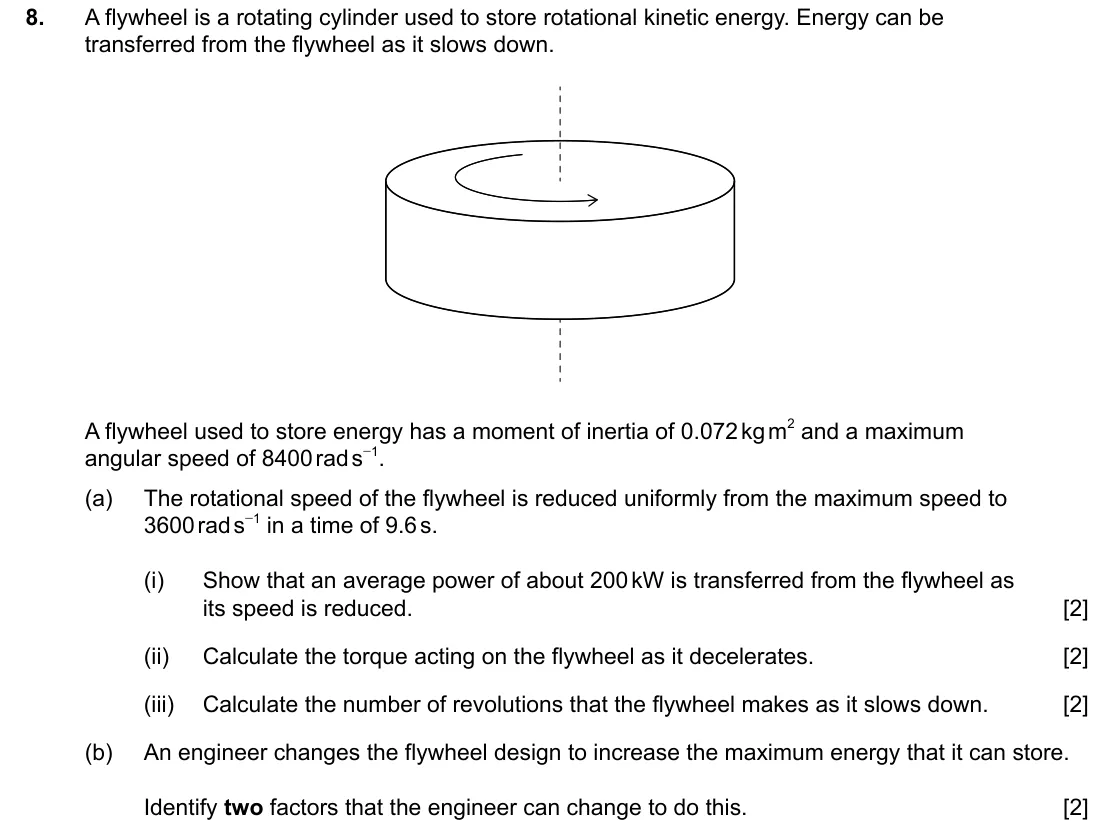 8. A flywheel is a rotating cylinder used to store rotational kinetic energy. Energy can be
transferred from the flywheel as it slows down.
A flywheel used to store energy has a moment of inertia of 0.072 kg m² and a maximum
angular speed of 8400 rad s⁻¹.
(a) The rotational speed of the flywheel is reduced uniformly from the maximum speed to
3600 rad s⁻¹ in a time of 9.6 s.
(i) Show that an average power of about 200 kW is transferred from the flywheel as
its speed is reduced. [2]
(ii) Calculate the torque acting on the flywheel as it decelerates. [2]
(iii) Calculate the number of revolutions that the flywheel makes as it slows down. [2]
(b) An engineer changes the flywheel design to increase the maximum energy that it can store.
Identify two factors that the engineer can change to do this. [2]